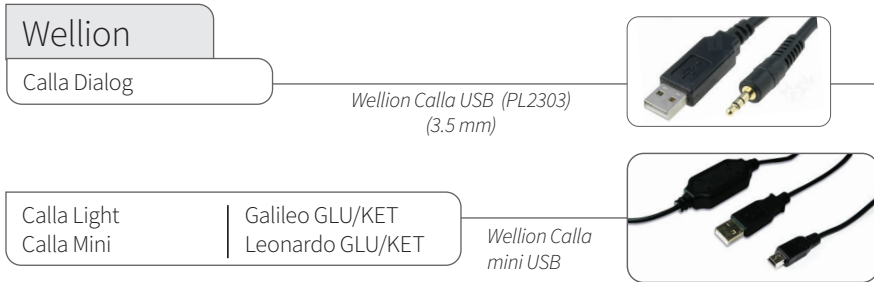 Wellion
Calla Dialog
Wellion Calla USB (PL2303)
(3.5 mm)
Calla Light
Calla Mini
Galileo GLU/KET
Leonardo GLU/KET
Wellion Calla
mini USB